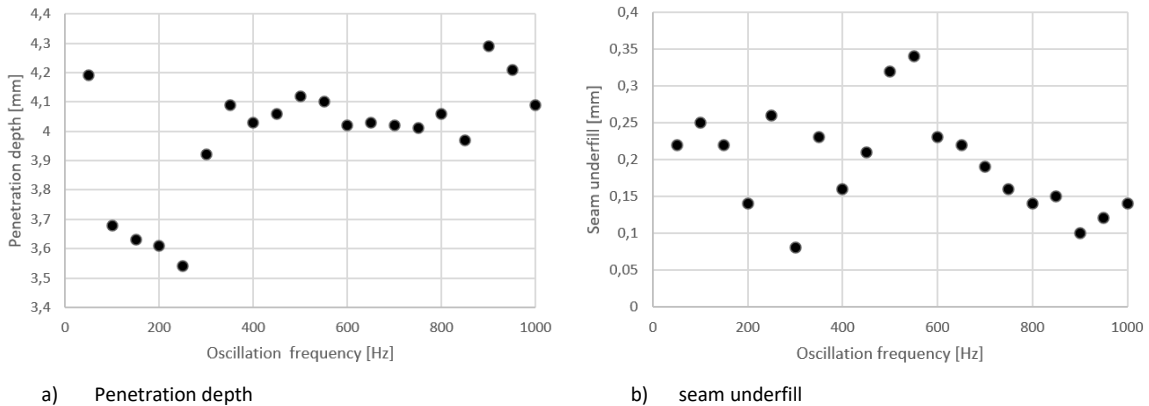 4,4
4,3
4,2
4,1
4
3,9
3,8
3,7
3,6
3,5
3,4
Penetration depth [mm]
0 200 400 600 800 1000
Oscillation frequency [Hz]
a) Penetration depth
0,4
0,35
0,3
0,25
0,2
0,15
0,1
0,05
0
Seam underfill [mm]
0 200 400 600 800 1000
Oscillation frequency [Hz]
b) seam underfill